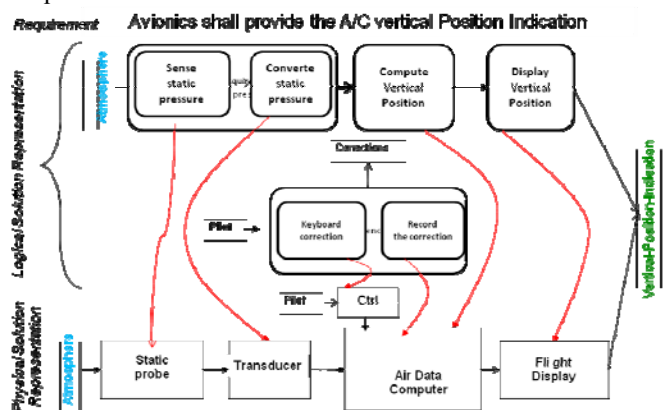 Requirement
Avionics shall provide the A/C vertical Position Indication
Logical Solution Representation
Atmosphere
Sense
static
pressure
Converte
static
pressure
Compute
Vertical
Position
Display
Vertical
Position
Corrections
Pilot
Keyboard
correction
Record
the correction
Vertical-Position-Indication
Pilot
Ctrl
Physical Solution
Representation
Atmosphere
Static
probe
Transducer
Air Data
Computer
Flight
Display